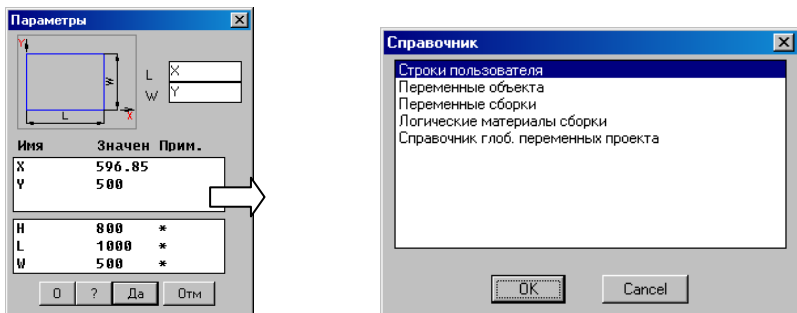 Параметры
Y
W
L
X
L X
W Y
Имя Значен Прим.
X 596.85
Y 500
H 800 *
L 1000 *
W 500 *
0 ? Да Отм
Справочник
Строки пользователя
Переменные объекта
Переменные сборки
Логические материалы сборки
Справочник глоб. переменных проекта
OK Cancel